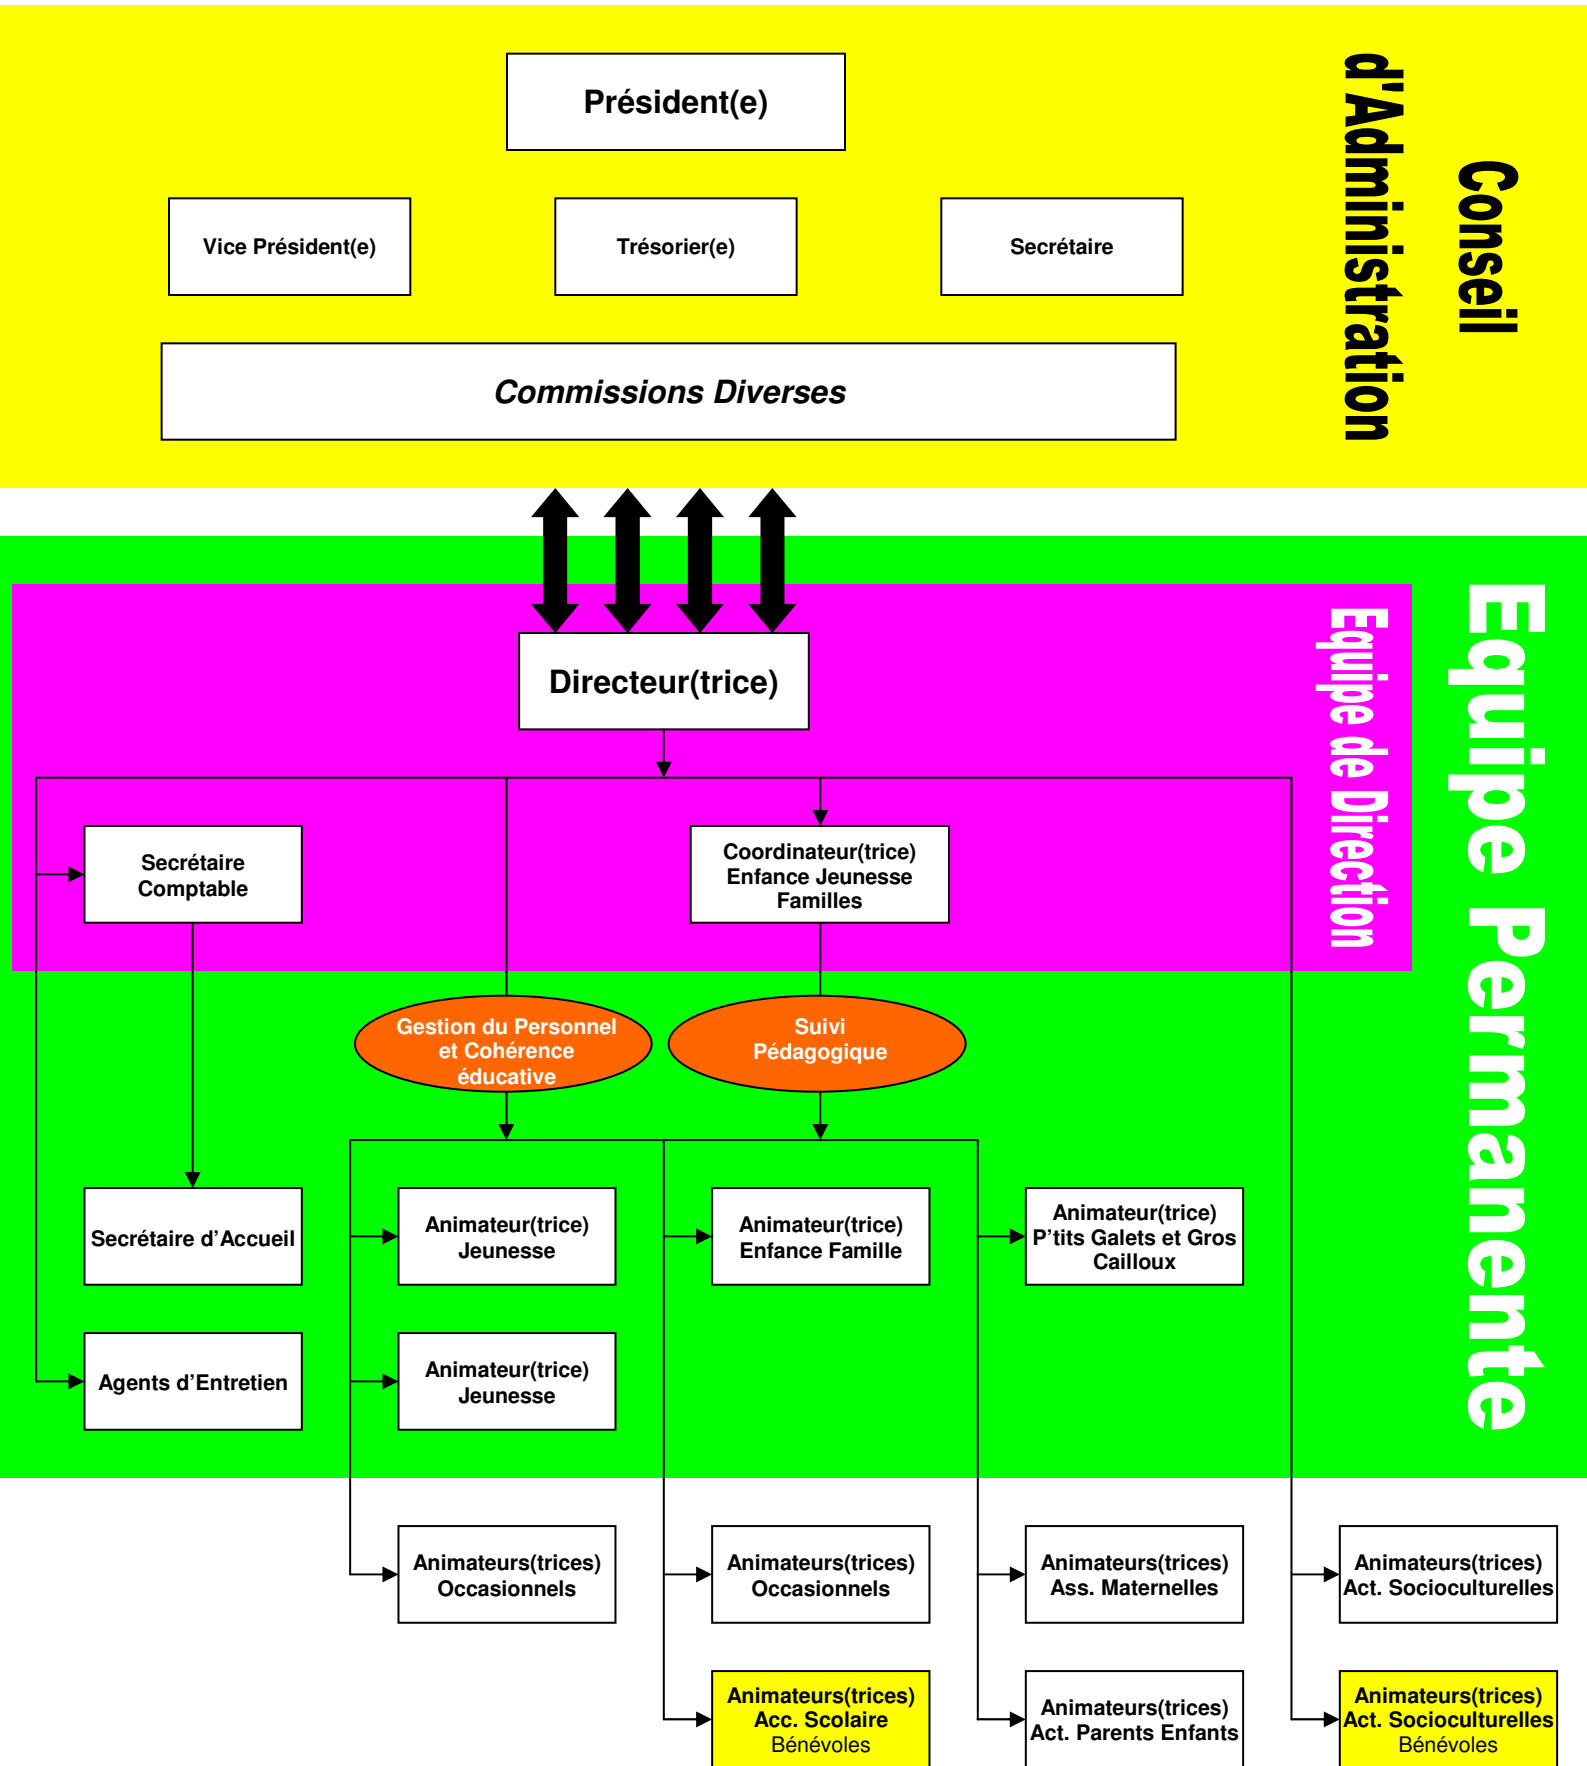 Président(e)
Conseil
d'Administration
Vice Président(e)
Trésorier(e)
Secrétaire
Commissions Diverses
Equipe Permanente
Equipe de Direction
Directeur(trice)
Secrétaire
Comptable
Coordinateur(trice)
Enfance Jeunesse
Familles
Gestion du Personnel
et Cohérence
éducative
Suivi
Pédagogique
Secrétaire d’Accueil
Animateur(trice)
Jeunesse
Animateur(trice)
Enfance Famille
Animateur(trice)
P'tits Galets et Gros
Cailloux
Agents d’Entretien
Animateur(trice)
Jeunesse
Animateurs(trices)
Occasionnels
Animateurs(trices)
Occasionnels
Animateurs(trices)
Ass. Maternelles
Animateurs(trices)
Act. Socioculturelles
Animateurs(trices)
Acc. Scolaire
Bénévoles
Animateurs(trices)
Act. Parents Enfants
Animateurs(trices)
Act. Socioculturelles
Bénévoles